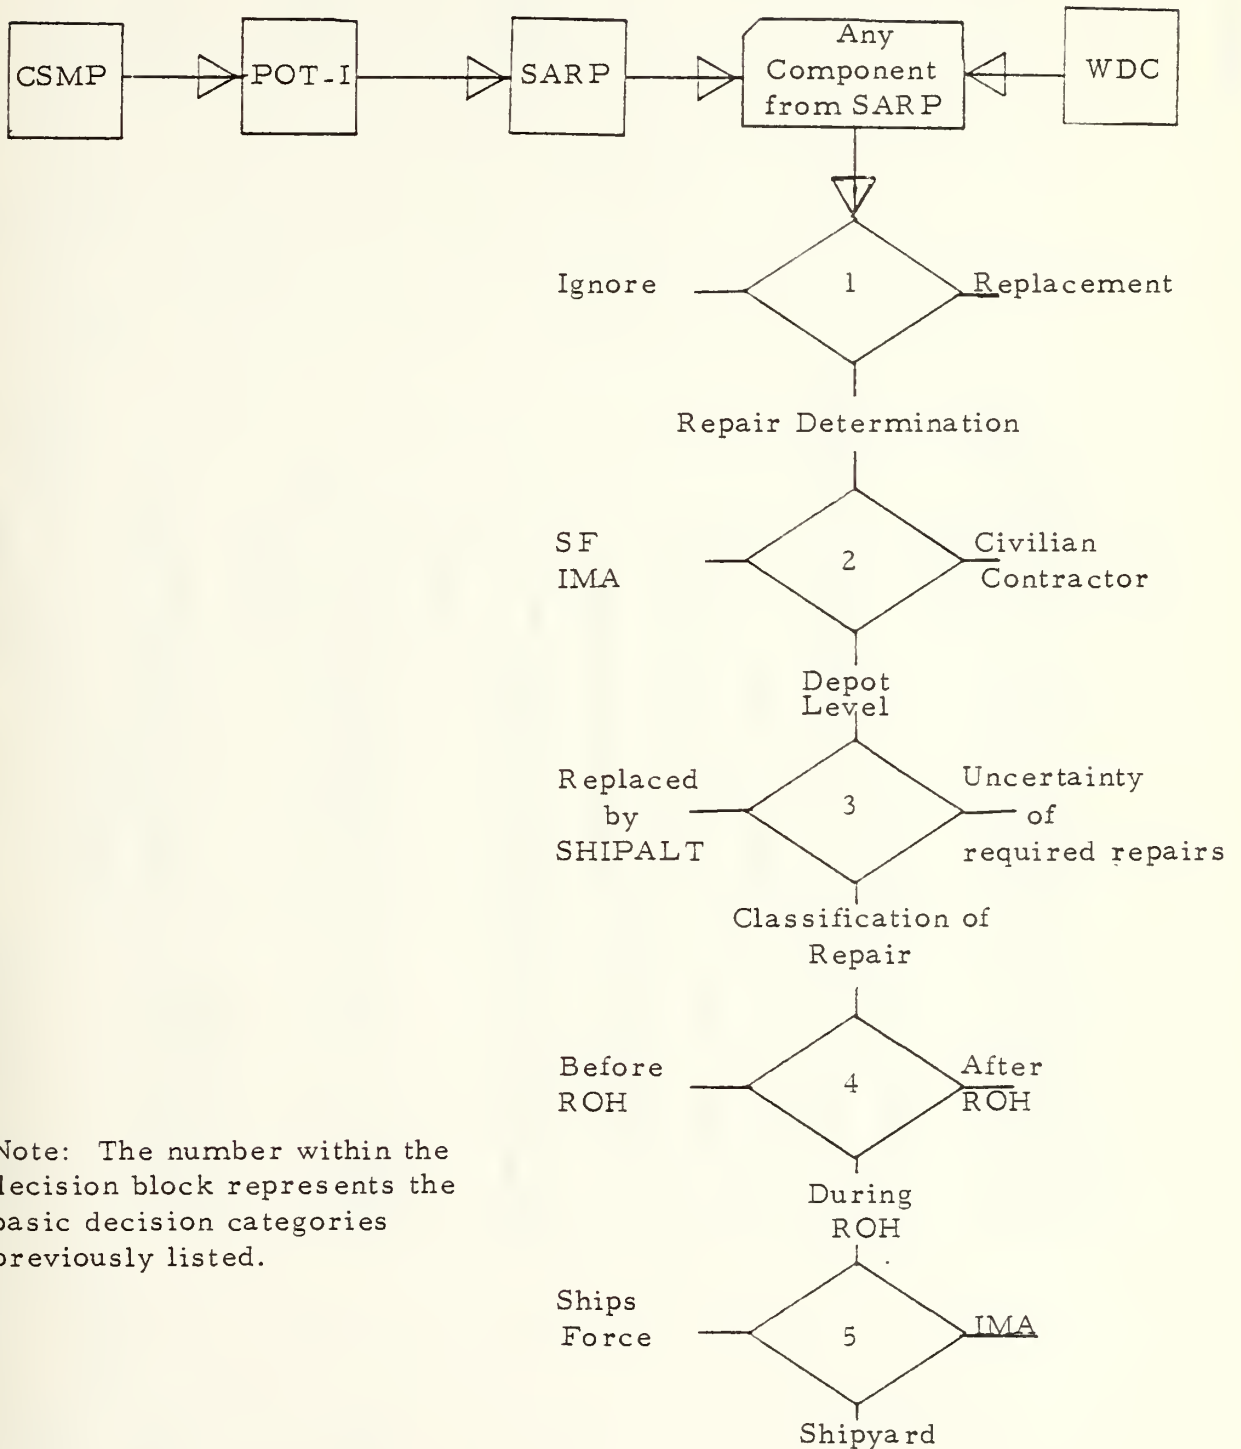 CSMP
POT-I
SARP
Any
Component
from SARP
WDC
Ignore
1
Replacement
Repair Determination
SF
IMA
2
Civilian
Contractor
Depot
Level
Replaced
by
SHIPALT
3
Uncertainty
of
required repairs
Classification of
Repair
Before
ROH
4
After
ROH
Note: The number within the
decision block represents the
basic decision categories
previously listed.
During
ROH
Ships
Force
5
IMA
Shipyard